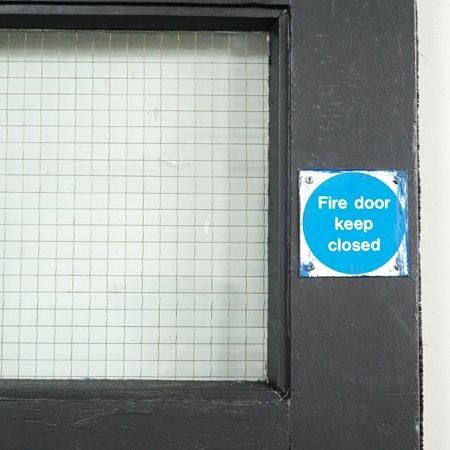 Fire door
keep
closed